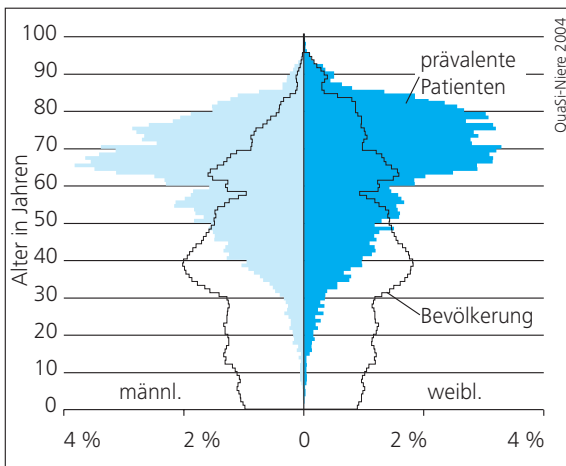 100
90
80
70
60
50
40
30
20
10
0
Alter in Jahren
prävalente
Patienten
Bevölkerung
männl.
weibl.
4 %
2 %
0
2 %
4 %
QuaSi-Niere 2004